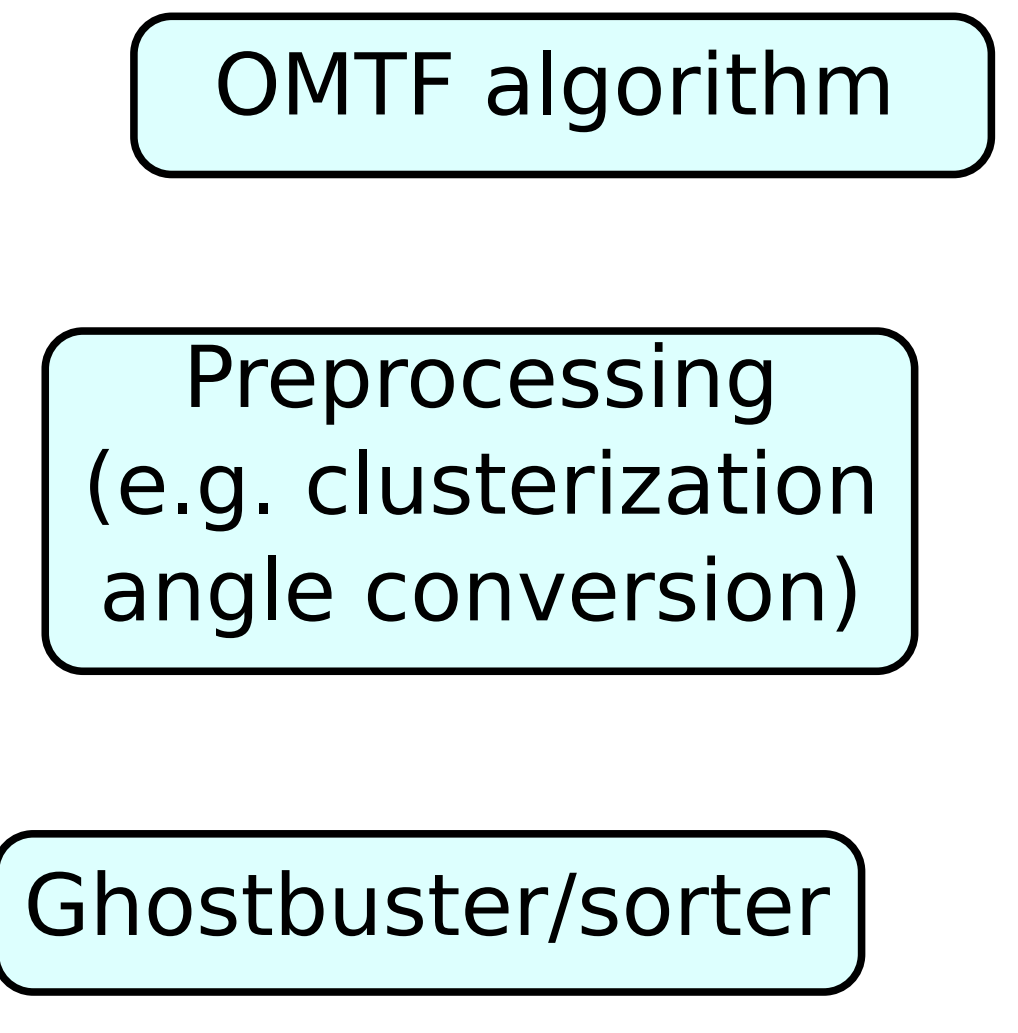 OMTF algorithm
Preprocessing
(e.g. clusterization
angle conversion)
Ghostbuster/sorter